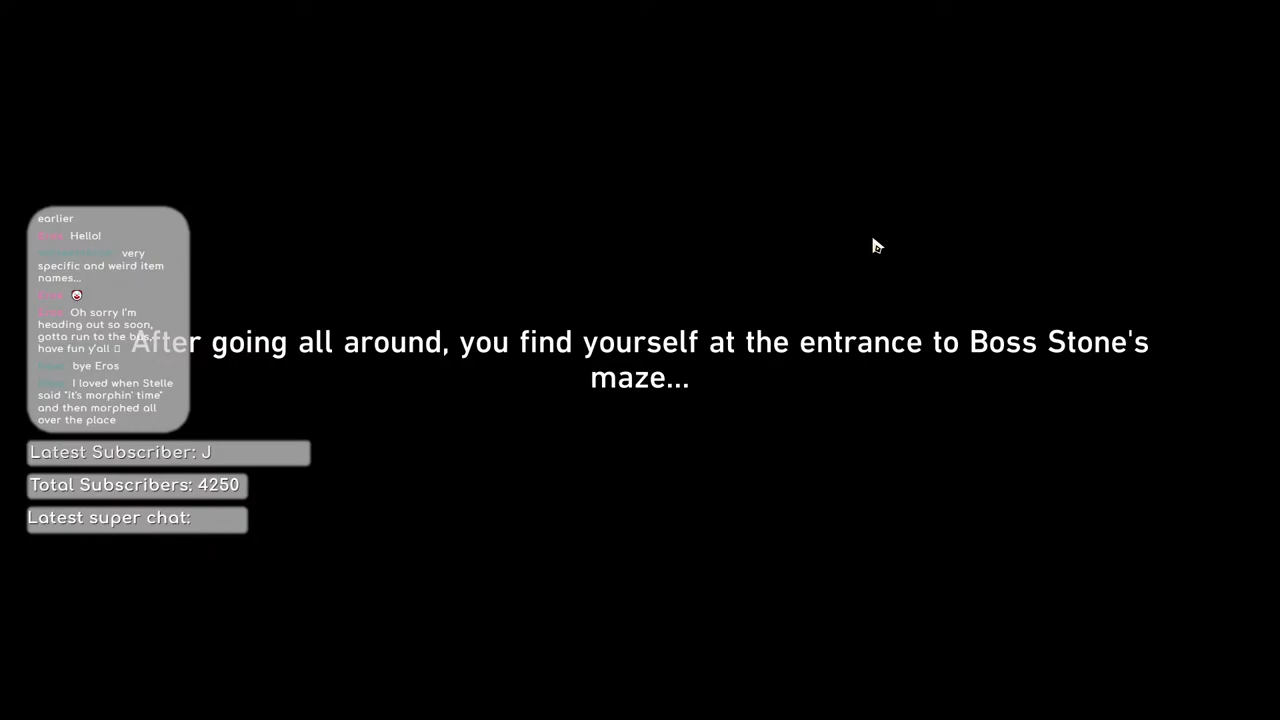 earlier
Hello!
very
specific and weird item
names...
Oh sorry I'm
heading out so soon,
gotta run to the bus,
have fun y'all
bye Eros
I loved when Stelle
said "it's morphin' time"
and then morphed all
over the place
After going all around, you find yourself at the entrance to Boss Stone's
maze...
Latest Subscriber: J
Total Subscribers: 4250
Latest super chat: